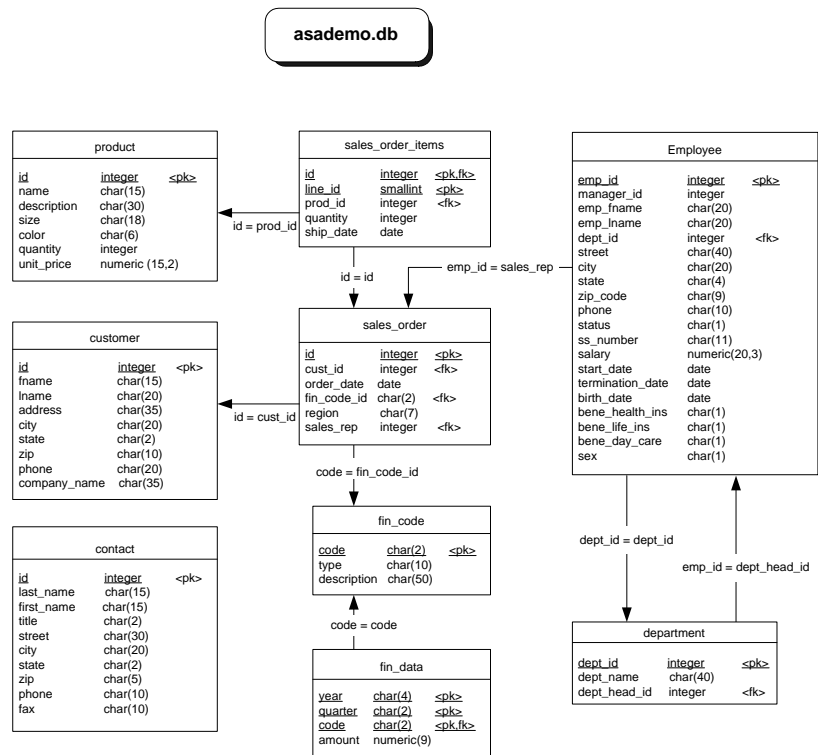 asademo.db
product
id integer <pk>
name char(15)
description char(30)
size char(18)
color char(6)
quantity integer
unit_price numeric (15,2)
id = prod_id
sales_order_items
id integer <pk,fk>
line_id smallint <pk>
prod_id integer <fk>
quantity integer
ship_date date
id = id
emp_id = sales_rep
Employee
emp_id integer <pk>
manager_id integer
emp_fname char(20)
emp_lname char(20)
dept_id integer <fk>
street char(40)
city char(20)
state char(4)
zip_code char(9)
phone char(10)
status char(1)
ss_number char(11)
salary numeric(20,3)
start_date date
termination_date date
birth_date date
bene_health_ins char(1)
bene_life_ins char(1)
bene_day_care char(1)
sex char(1)
customer
id integer <pk>
fname char(15)
lname char(20)
address char(35)
city char(20)
state char(2)
zip char(10)
phone char(20)
company_name char(35)
id = cust_id
sales_order
id integer <pk>
cust_id integer <fk>
order_date date
fin_code_id char(2) <fk>
region char(7)
sales_rep integer <fk>
code = fin_code_id
contact
id integer <pk>
last_name char(15)
first_name char(15)
title char(2)
street char(30)
city char(20)
state char(2)
zip char(5)
phone char(10)
fax char(10)
fin_code
code char(2) <pk>
type char(10)
description char(50)
code = code
fin_data
year char(4) <pk>
quarter char(2) <pk>
code char(2) <pk,fk>
amount numeric(9)
dept_id = dept_id
emp_id = dept_head_id
department
dept_id integer <pk>
dept_name char(40)
dept_head_id integer <fk>